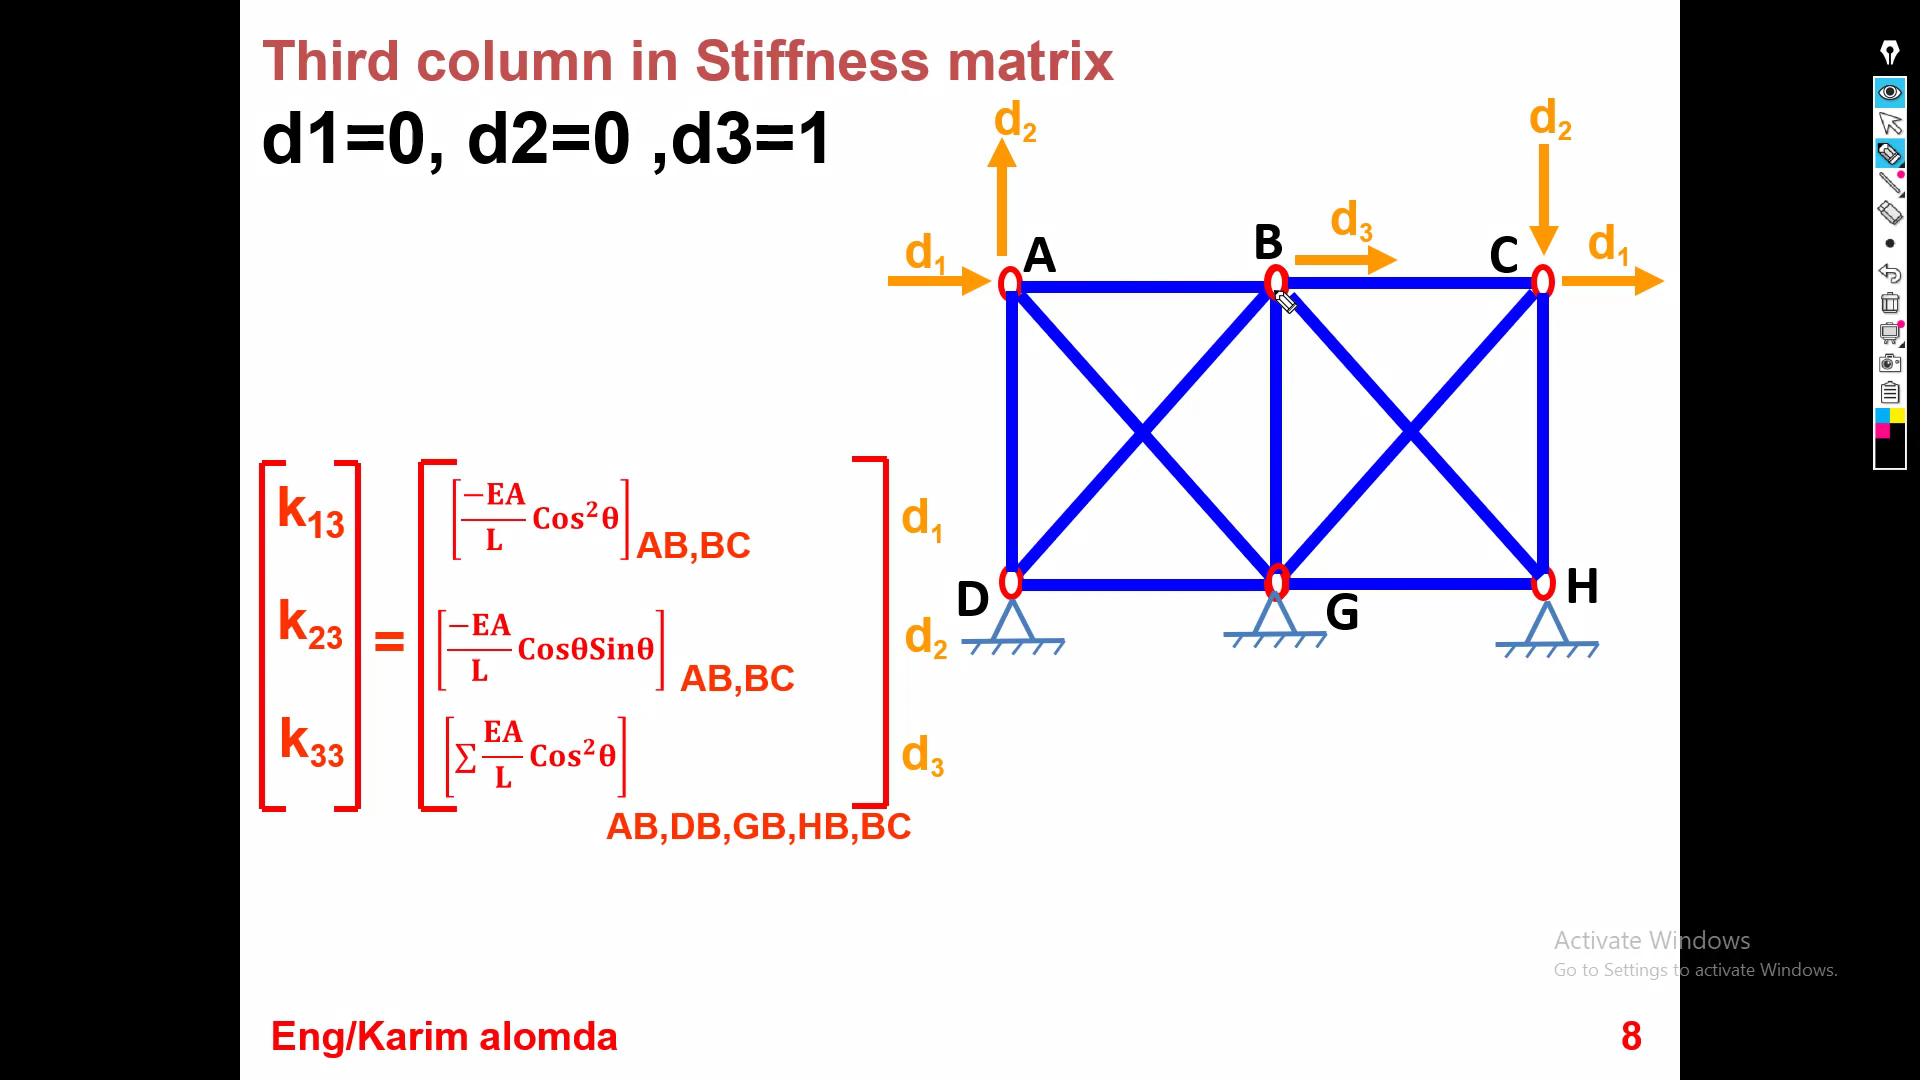 Third column in Stiffness matrix
d1=0, d2=0 ,d3=1
d₂
d₂
d₁
A
B
d₃
C
d₁
D
G
H
k₁₃
k₂₃
k₃₃
=
[−EA/L Cos²θ] AB,BC
d₁
[−EA/L CosθSinθ] AB,BC
d₂
[∑ EA/L Cos²θ]
d₃
AB,DB,GB,HB,BC
Activate Windows
Go to Settings to activate Windows.
Eng/Karim alomda
8